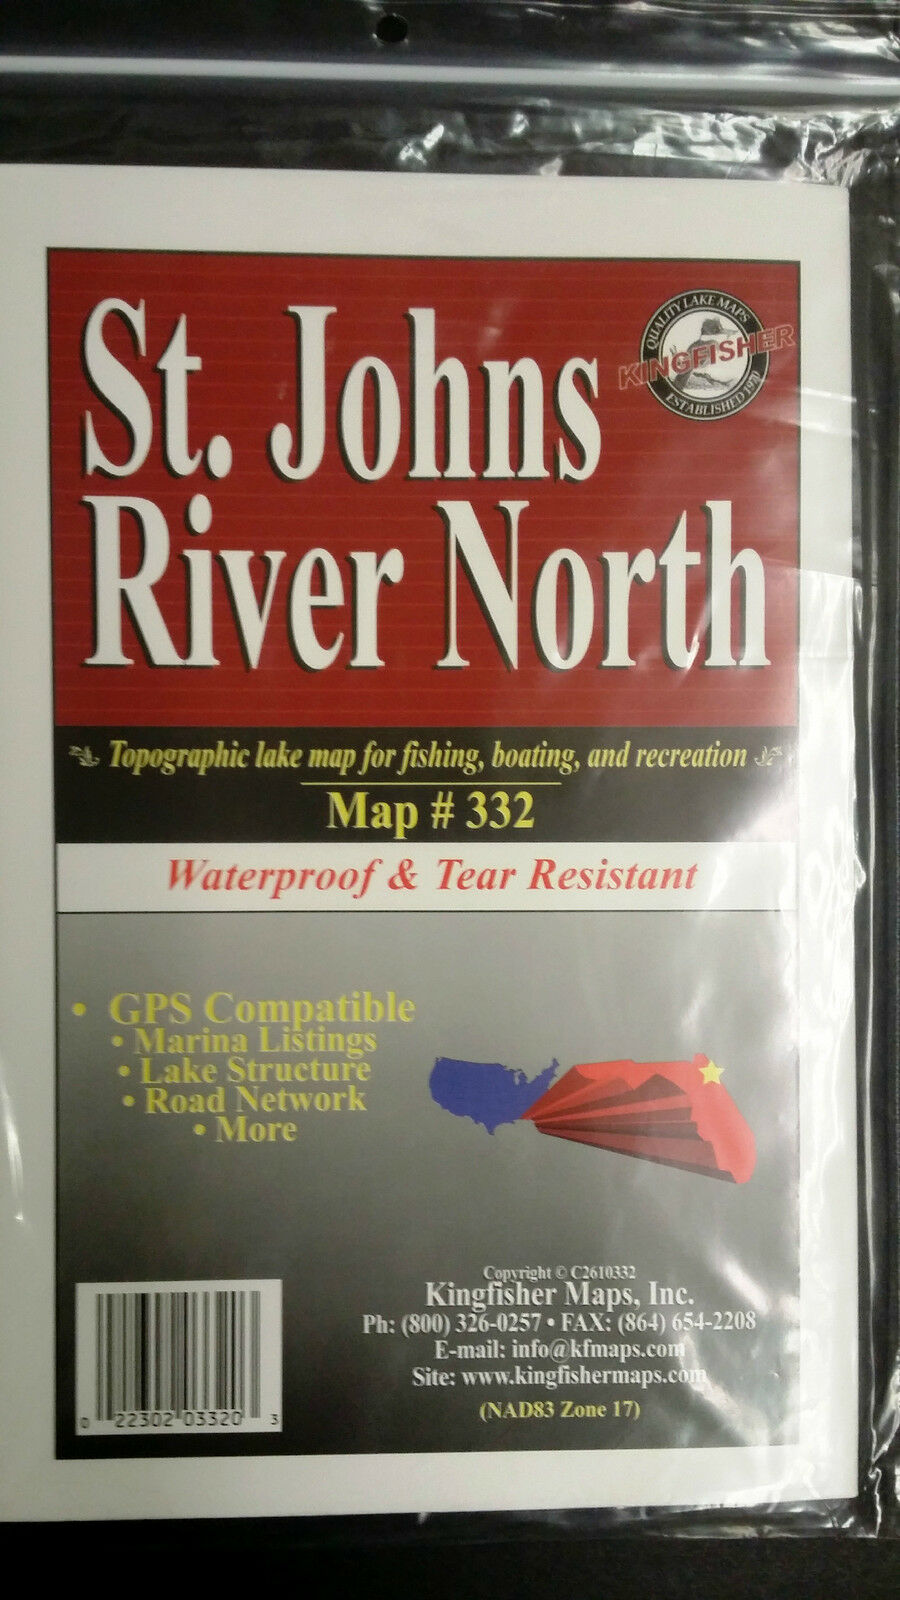 St. Johns
River North
QUALITY LAKE MAPS
KINGFISHER
ESTABLISHED 1970
Topographic lake map for fishing, boating, and recreation
Map # 332
Waterproof & Tear Resistant
• GPS Compatible
• Marina Listings
• Lake Structure
• Road Network
• More
Copyright © C2610332
Kingfisher Maps, Inc.
Ph: (800) 326-0257 • FAX: (864) 654-2208
E-mail: info@kfmaps.com
Site: www.kingfishermaps.com
(NAD83 Zone 17)
0 22302 03320 3